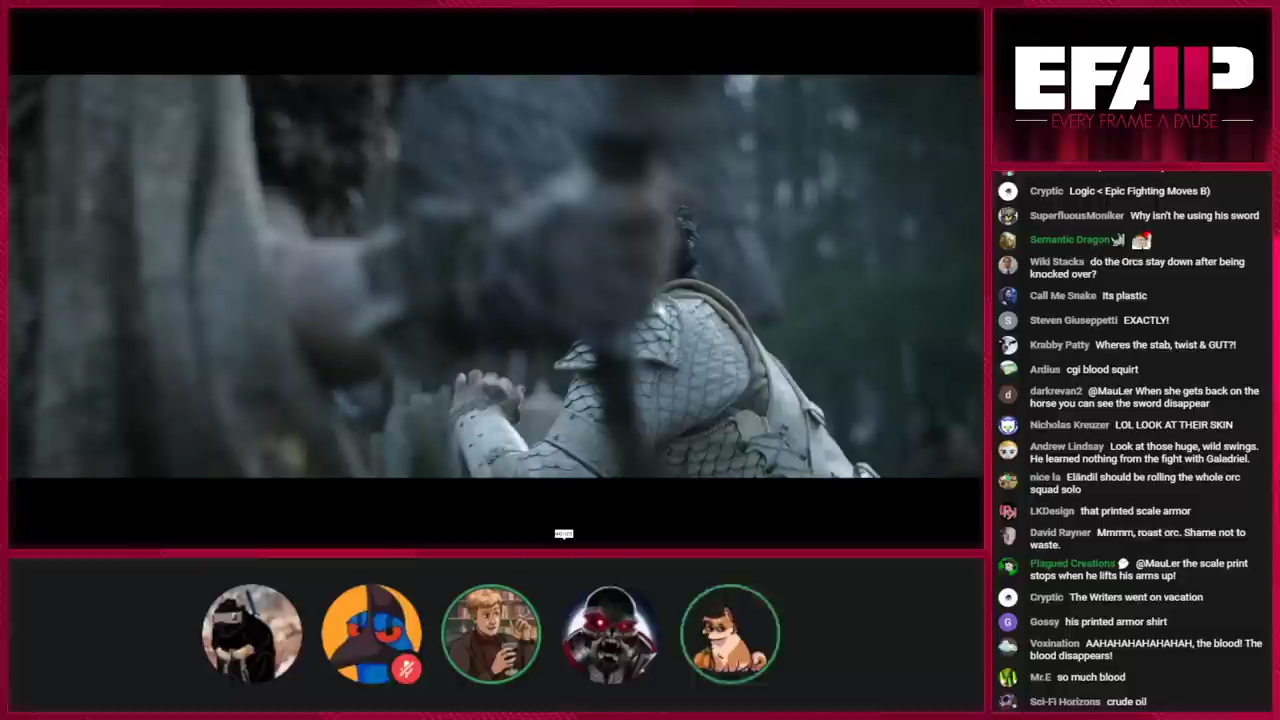 EFAP
EVERY FRAME A PAUSE
Cryptic Logic < Epic Fighting Moves B)
SuperfluousMoniker Why isn't he using his sword
Semantic Dragon
Wiki Stacks do the Orcs stay down after being
knocked over?
Call Me Snake Its plastic
S
Steven Giuseppetti EXACTLY!
Krabby Patty Wheres the stab, twist & GUT?!
Ardius cgi blood squirt
d
darkrevan2 @MauLer When she gets back on the
horse you can see the sword disappear
Nicholas Kreuzer LOL LOOK AT THEIR SKIN
Andrew Lindsay Look at those huge, wild swings.
He learned nothing from the fight with Galadriel.
nice la Eländil should be rolling the whole orc
squad solo
LKDesign that printed scale armor
David Rayner Mmmm, roast orc. Shame not to
waste.
Plagued Creations @MauLer the scale print
stops when he lifts his arms up!
Cryptic The Writers went on vacation
G
Gossy his printed armor shirt
Voxination AAHAHAHAHAHAHAH, the blood! The
blood disappears!
Mr.E so much blood
Sci-Fi Horizons crude oil